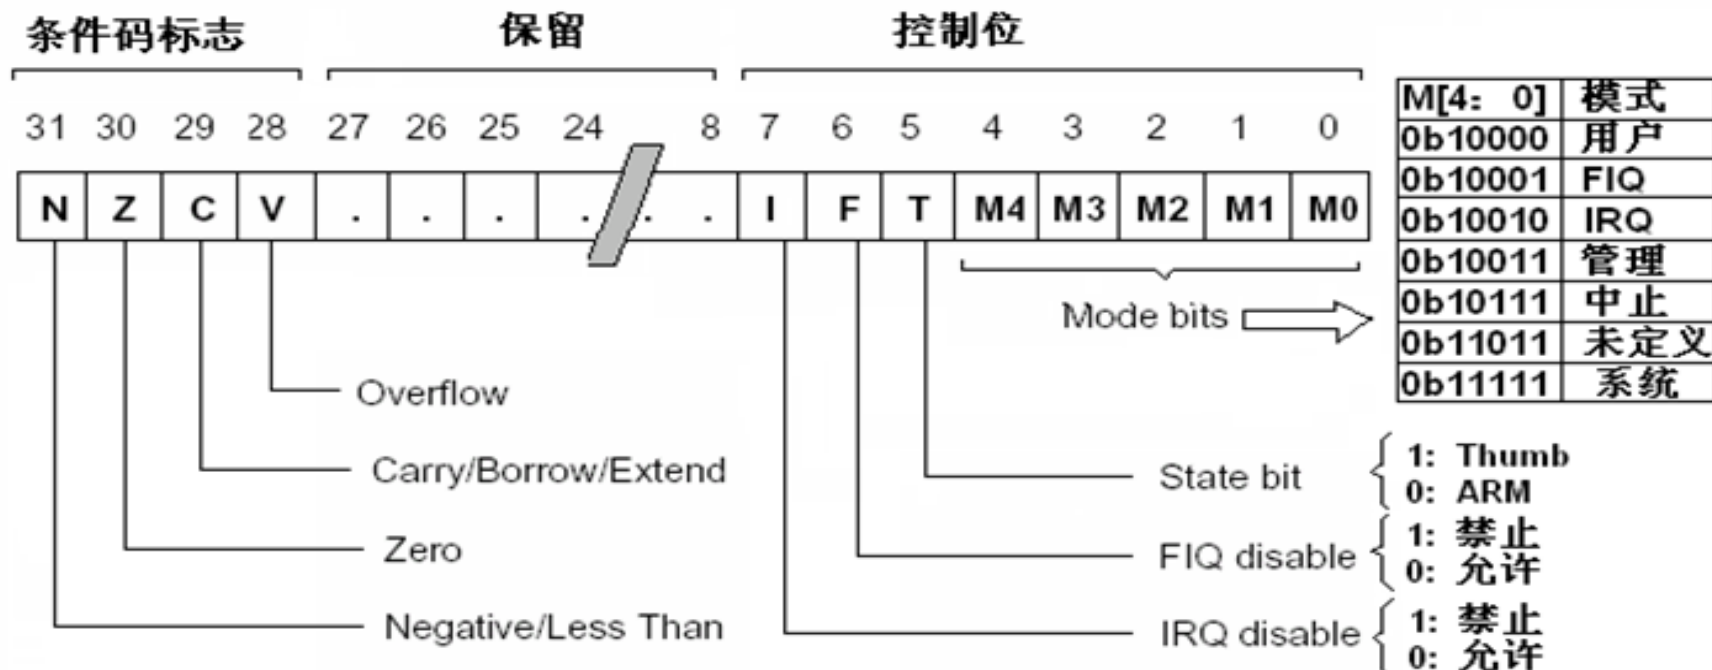 条件码标志 保留 控制位
31 30 29 28 27 26 25 24 8 7 6 5 4 3 2 1 0
N Z C V . . . . . . I F T M4 M3 M2 M1 M0
M[4: 0] 模式
0b10000 用户
0b10001 FIQ
0b10010 IRQ
0b10011 管理
0b10111 中止
0b11011 未定义
0b11111 系统
Mode bits
Overflow
Carry/Borrow/Extend
Zero
Negative/Less Than
State bit
1: Thumb
0: ARM
FIQ disable
1: 禁止
0: 允许
IRQ disable
1: 禁止
0: 允许